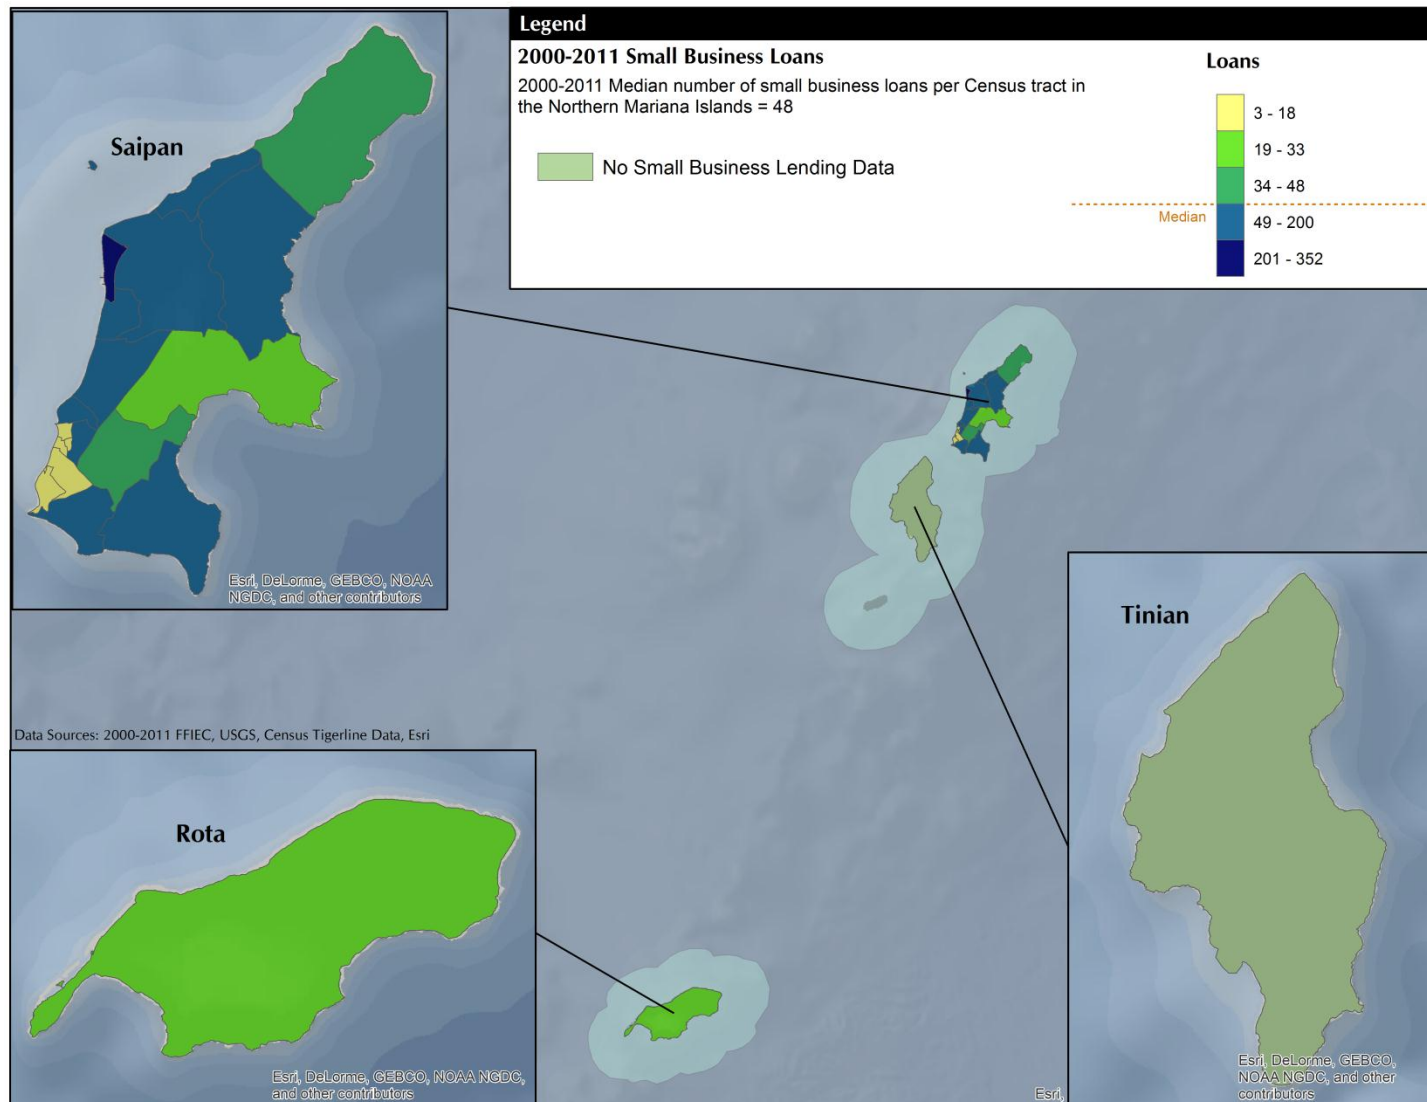 Legend
2000-2011 Small Business Loans
2000-2011 Median number of small business loans per Census tract in
the Northern Mariana Islands = 48
No Small Business Lending Data
Loans
3 - 18
19 - 33
34 - 48
Median
49 - 200
201 - 352
Saipan
Esri, DeLorme, GEBCO, NOAA
NGDC, and other contributors
Tinian
Esri, DeLorme, GEBCO,
NOAA NGDC, and other
contributors
Data Sources: 2000-2011 FFIEC, USGS, Census Tigerline Data, Esri
Rota
Esri, DeLorme, GEBCO, NOAA NGDC,
and other contributors
Esri,